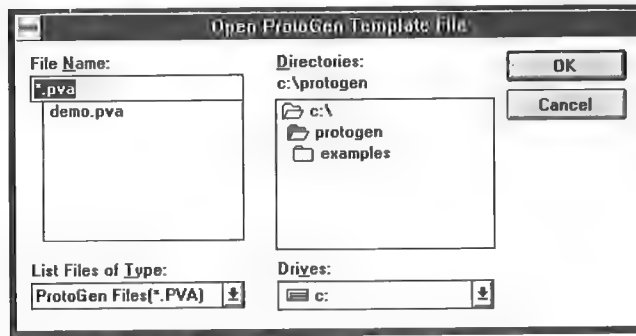 Open ProtoGen Template File
File Name:
*.pva
demo.pva
List Files of Type:
ProtoGen Files(*.PVA)
Directories:
c:\protogen
c:\
protogen
examples
Drives:
c:
OK
Cancel